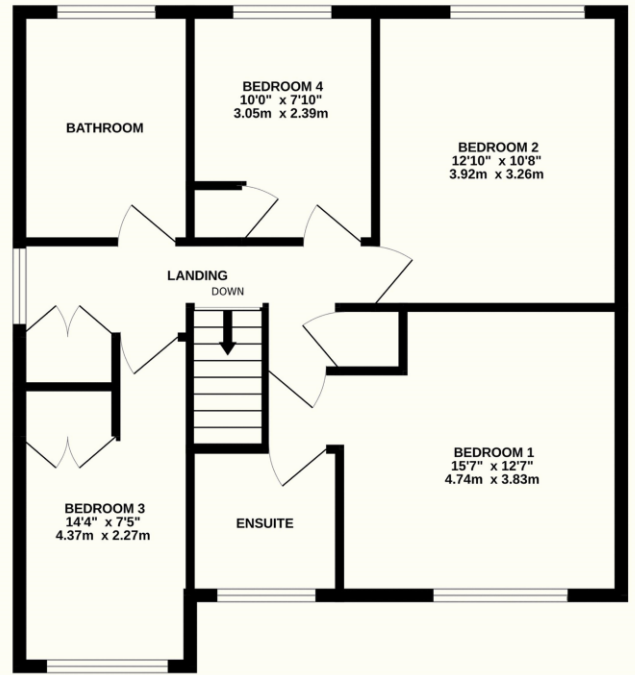 BATHROOM
BEDROOM 4
10'0" x 7'10"
3.05m x 2.39m
BEDROOM 2
12'10" x 10'8"
3.92m x 3.26m
LANDING
DOWN
BEDROOM 1
15'7" x 12'7"
4.74m x 3.83m
BEDROOM 3
14'4" x 7'5"
4.37m x 2.27m
ENSUITE